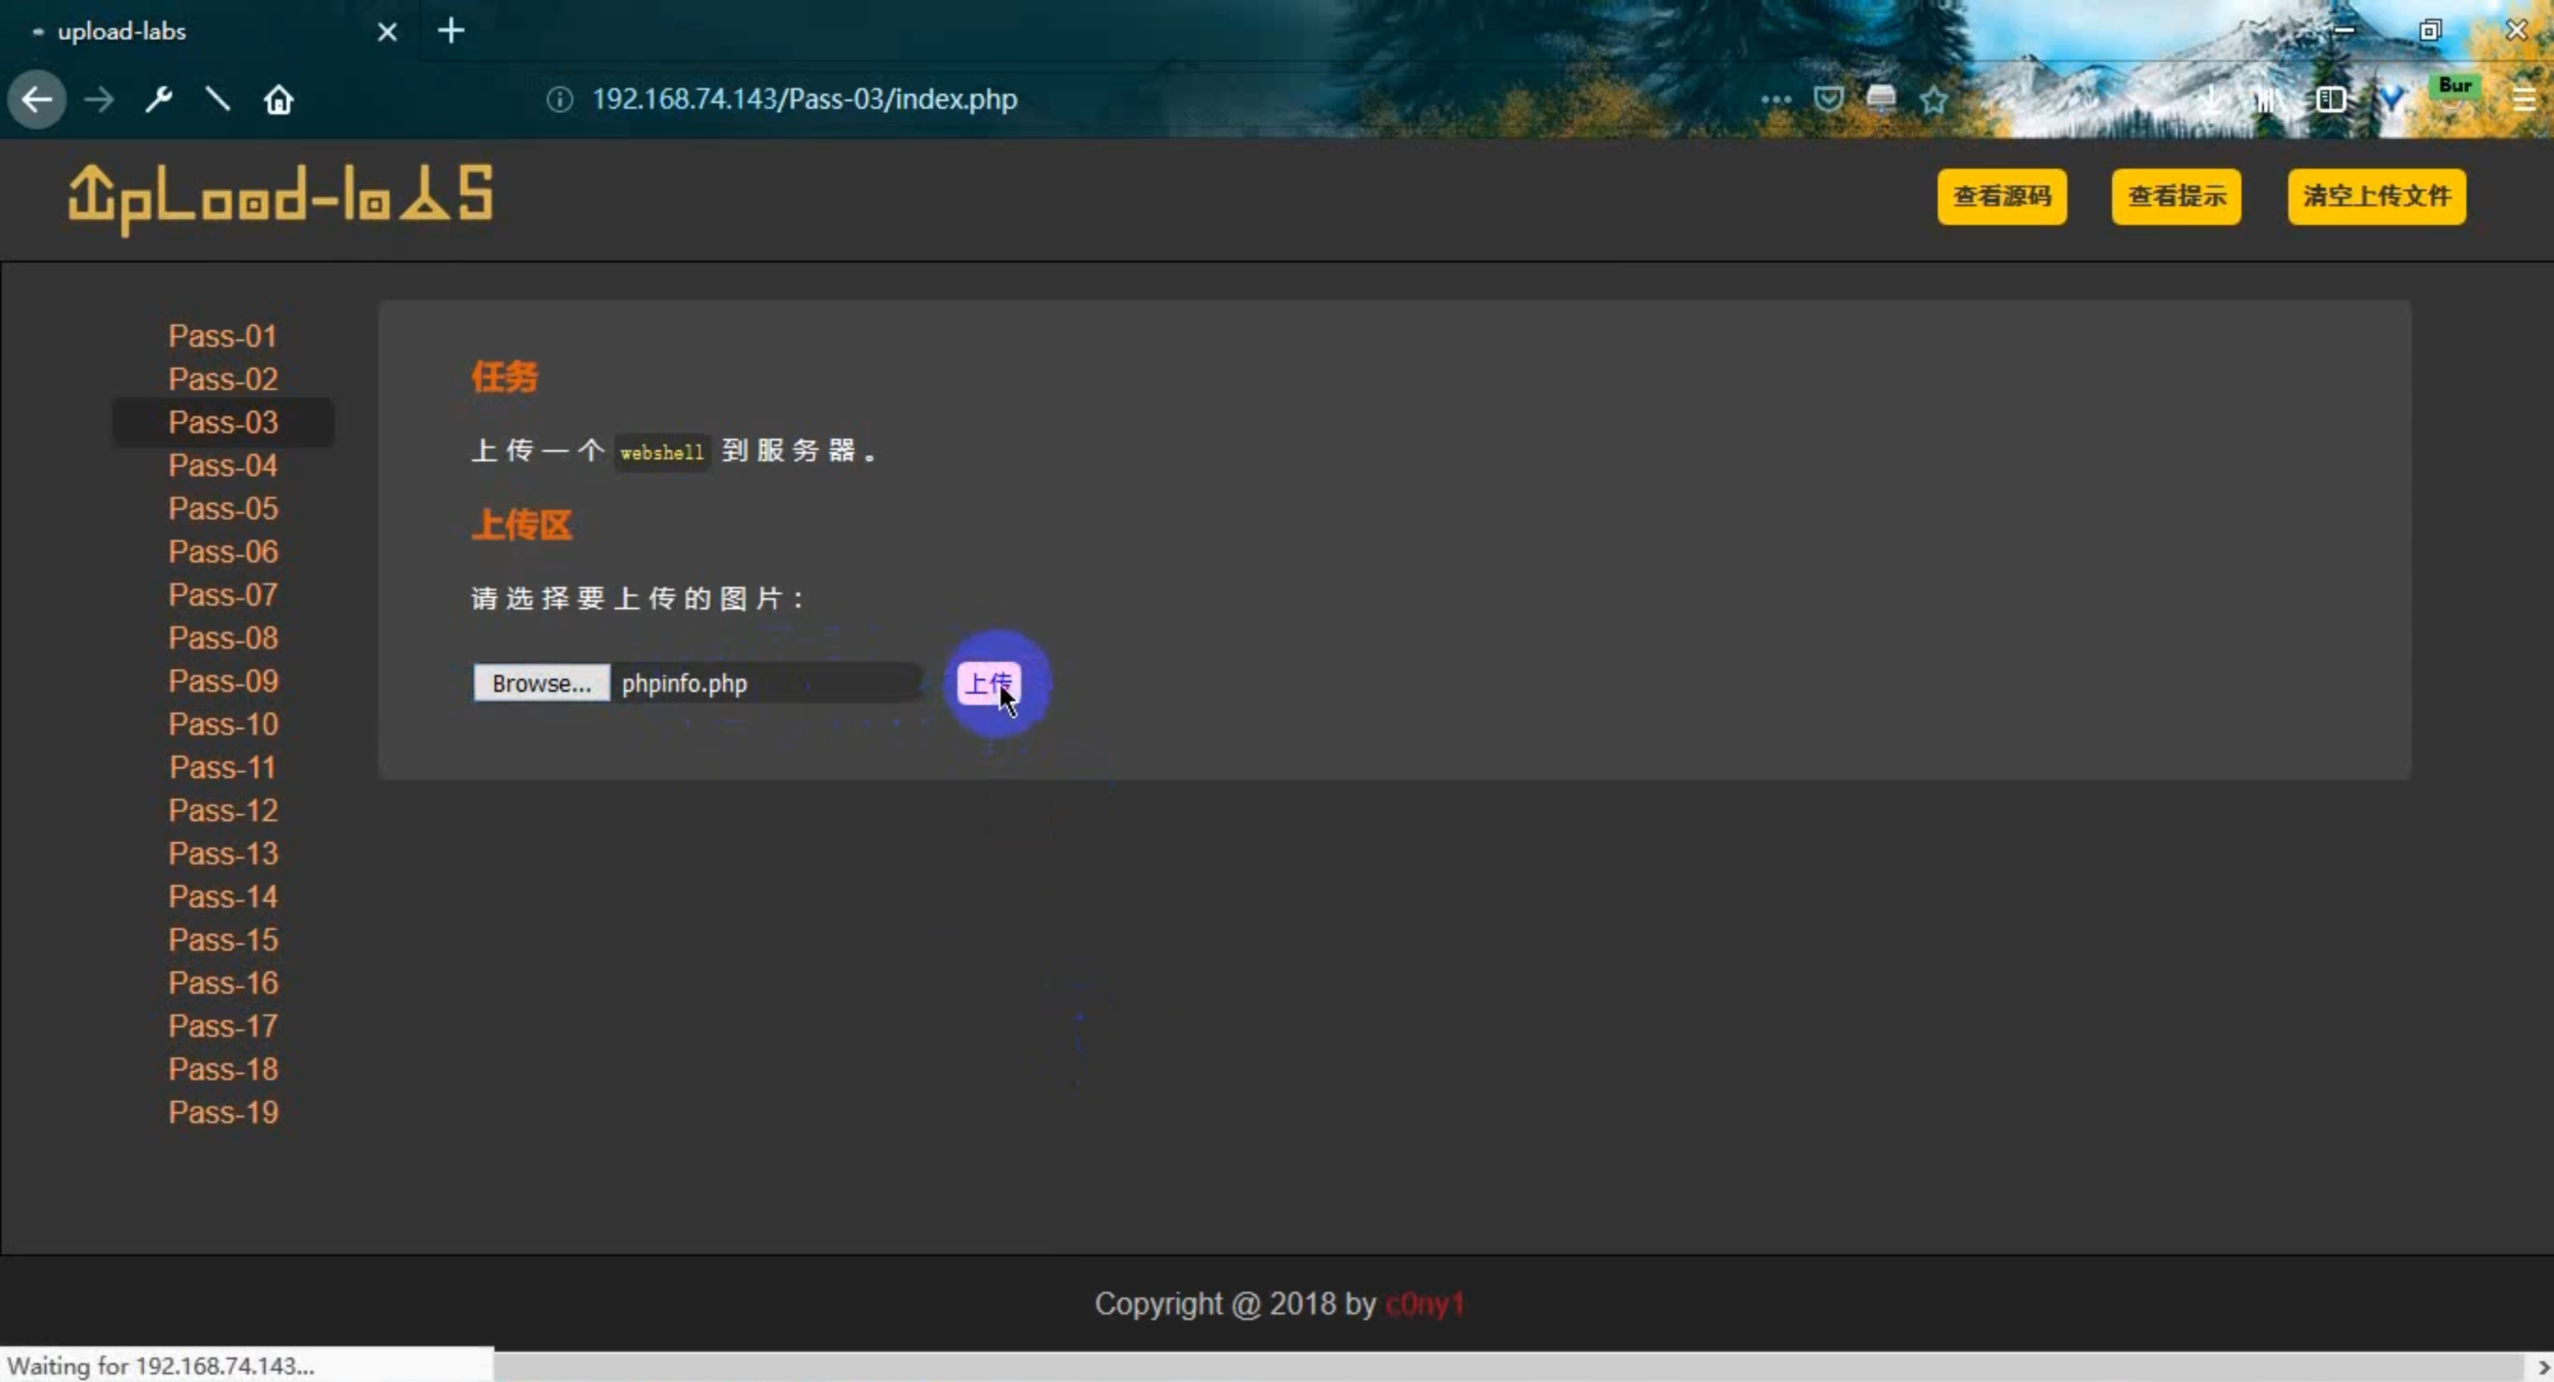 upload-labs
192.168.74.143/Pass-03/index.php
Bur
UpLoad-labS
查看源码
查看提示
清空上传文件
Pass-01
Pass-02
Pass-03
Pass-04
Pass-05
Pass-06
Pass-07
Pass-08
Pass-09
Pass-10
Pass-11
Pass-12
Pass-13
Pass-14
Pass-15
Pass-16
Pass-17
Pass-18
Pass-19
任务
上传一个 webshell 到服务器。
上传区
请选择要上传的图片：
Browse... phpinfo.php 上传
Copyright @ 2018 by c0ny1
Waiting for 192.168.74.143...